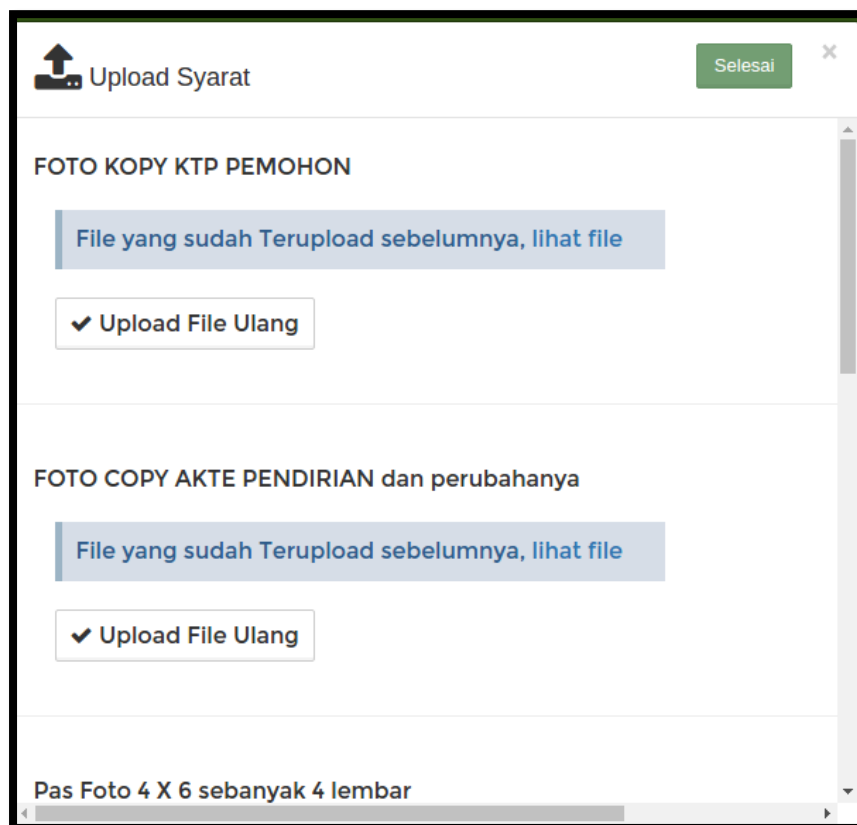 Upload Syarat
Selesai
×
FOTO KOPY KTP PEMOHON
File yang sudah Terupload sebelumnya, lihat file
Upload File Ulang
FOTO COPY AKTE PENDIRIAN dan perubahanya
File yang sudah Terupload sebelumnya, lihat file
Upload File Ulang
Pas Foto 4 X 6 sebanyak 4 lembar